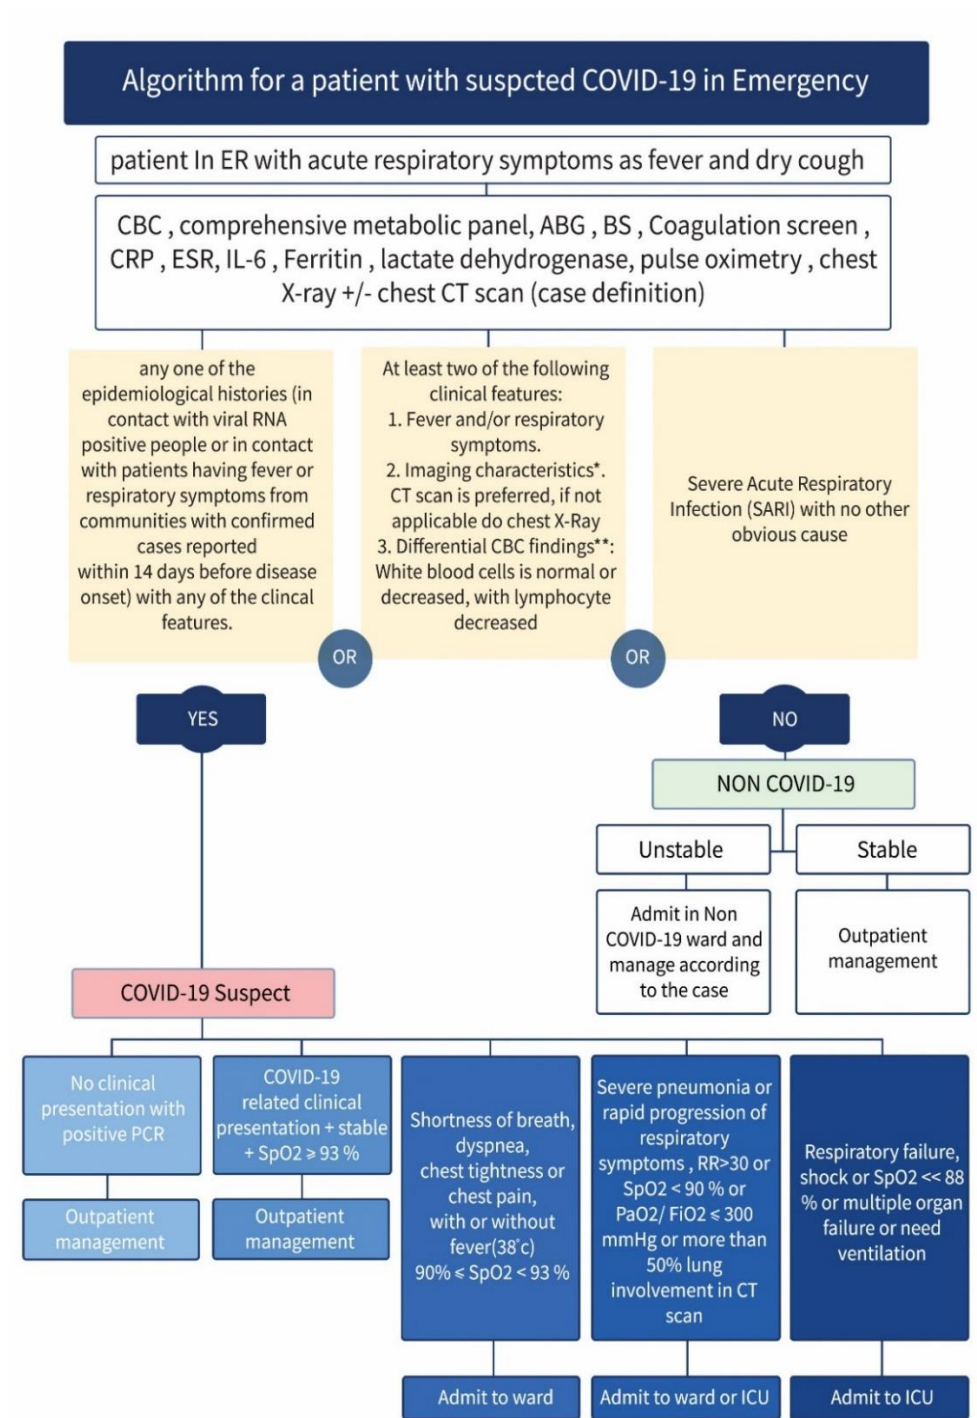 Algorithm for a patient with suspcted COVID-19 in Emergency
patient In ER with acute respiratory symptoms as fever and dry cough
CBC , comprehensive metabolic panel, ABG , BS , Coagulation screen ,
CRP , ESR, IL-6 , Ferritin , lactate dehydrogenase, pulse oximetry , chest
X-ray +/- chest CT scan (case definition)
any one of the
epidemiological histories (in
contact with viral RNA
positive people or in contact
with patients having fever or
respiratory symptoms from
communities with confirmed
cases reported
within 14 days before disease
onset) with any of the clincal
features.
OR
At least two of the following
clinical features:
1. Fever and/or respiratory
symptoms.
2. Imaging characteristics*.
CT scan is preferred, if not
applicable do chest X-Ray
3. Differential CBC findings**:
White blood cells is normal or
decreased, with lymphocyte
decreased
OR
Severe Acute Respiratory
Infection (SARI) with no other
obvious cause
YES
NO
NON COVID-19
Unstable
Stable
Admit in Non
COVID-19 ward and
manage according
to the case
Outpatient
management
COVID-19 Suspect
No clinical
presentation with
positive PCR
Outpatient
management
COVID-19
related clinical
presentation + stable
+ SpO2 ⩾ 93 %
Outpatient
management
Shortness of breath,
dyspnea,
chest tightness or
chest pain,
with or without
fever(38°c)
90% ⩽ SpO2 < 93 %
Admit to ward
Severe pneumonia or
rapid progression of
respiratory
symptoms , RR>30 or
SpO2 < 90 % or
PaO2/ FiO2 ⩽ 300
mmHg or more than
50% lung
involvement in CT
scan
Admit to ward or ICU
Respiratory failure,
shock or SpO2 << 88
% or multiple organ
failure or need
ventilation
Admit to ICU